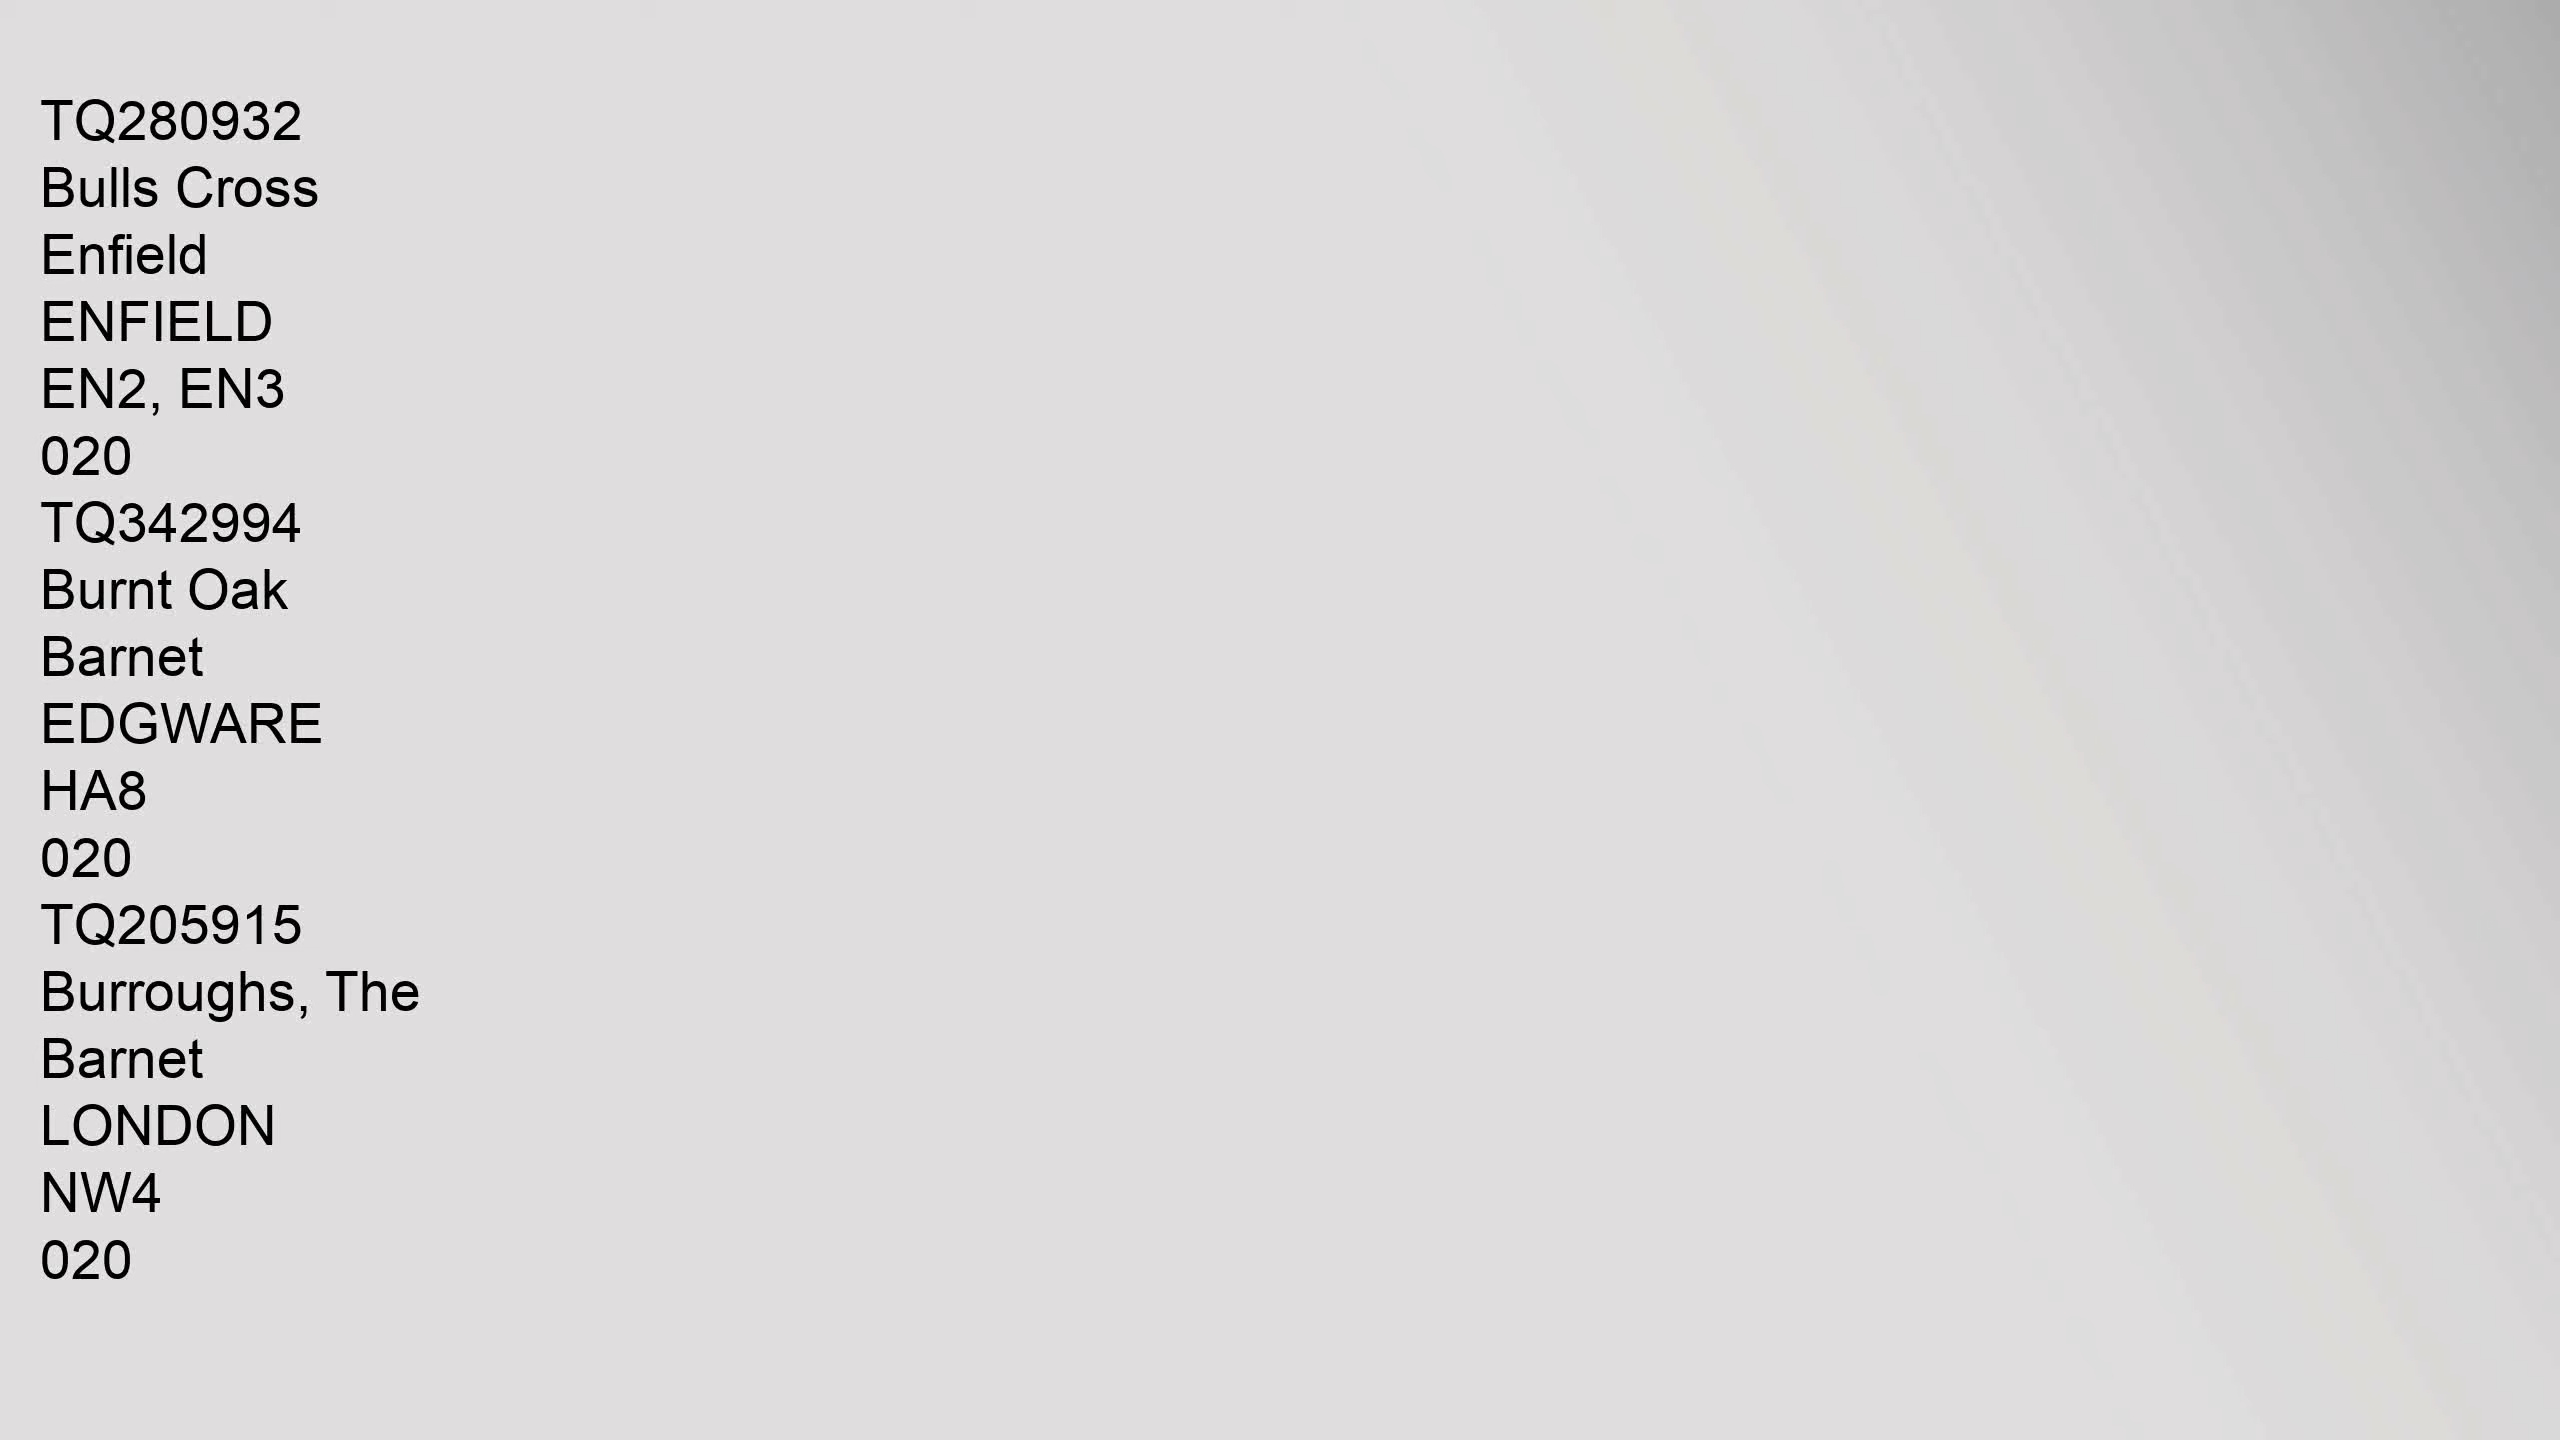 TQ280932
Bulls Cross
Enfield
ENFIELD
EN2, EN3
020
TQ342994
Burnt Oak
Barnet
EDGWARE
HA8
020
TQ205915
Burroughs, The
Barnet
LONDON
NW4
020